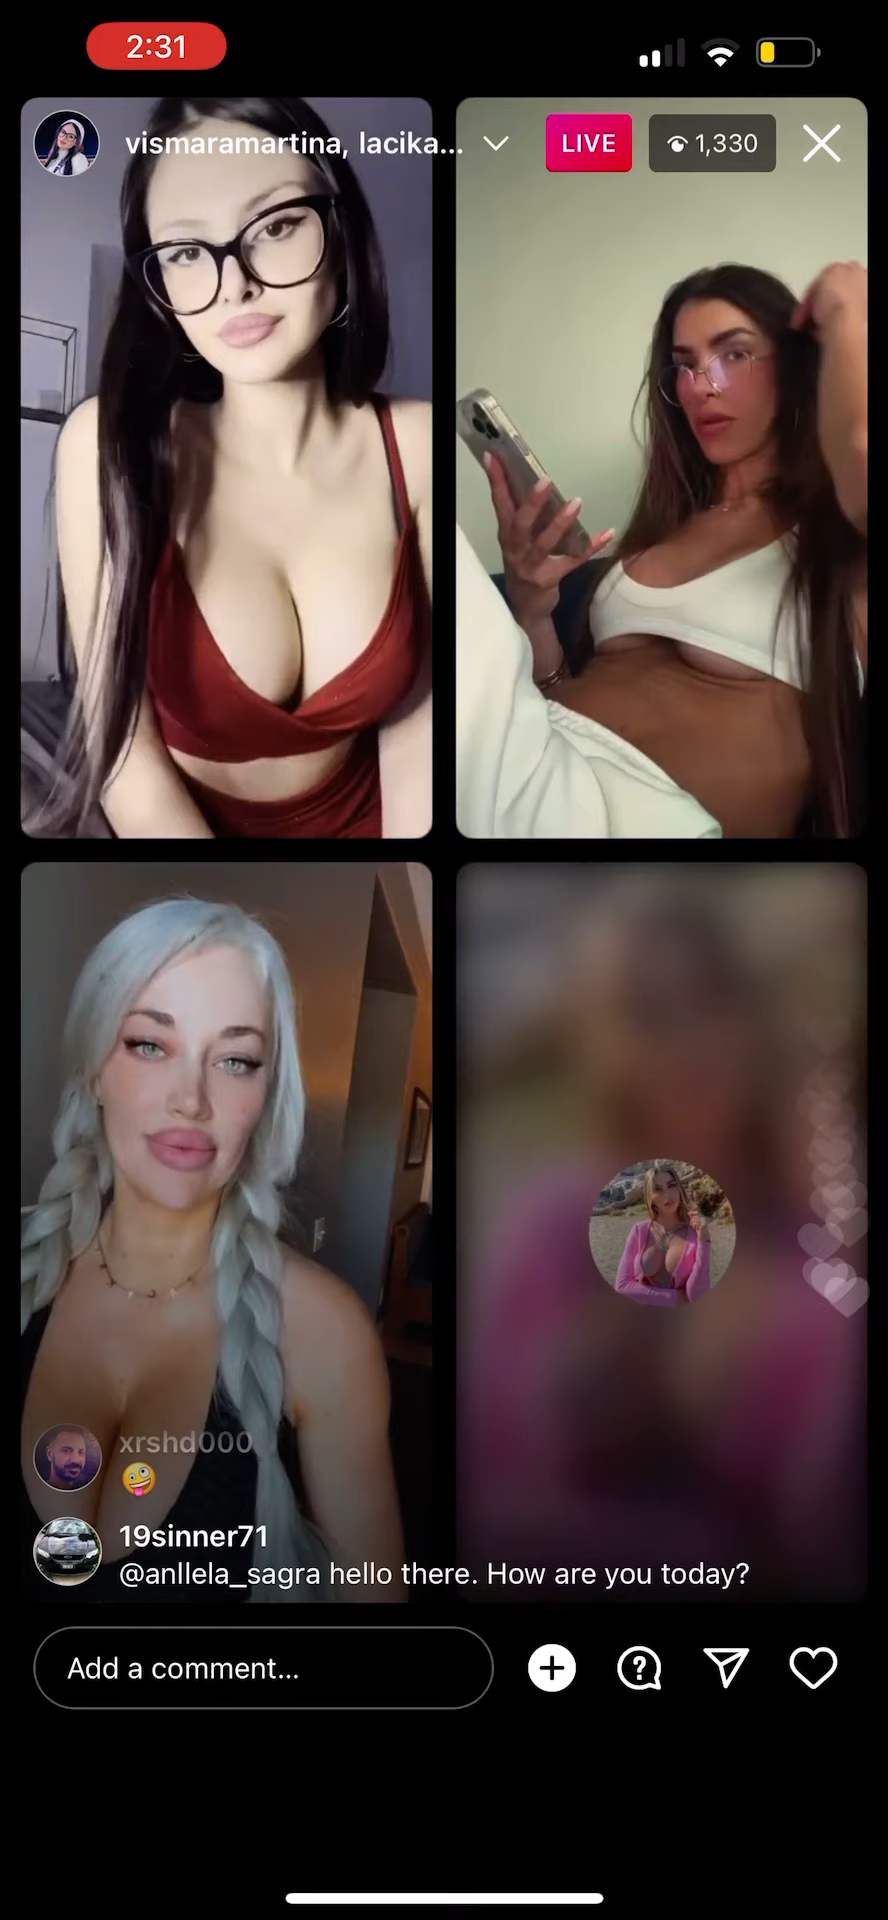 2:31
vismaramartina, lacika...
LIVE
1,330
xrshd000
19sinner71
@anllela_sagra hello there. How are you today?
Add a comment...